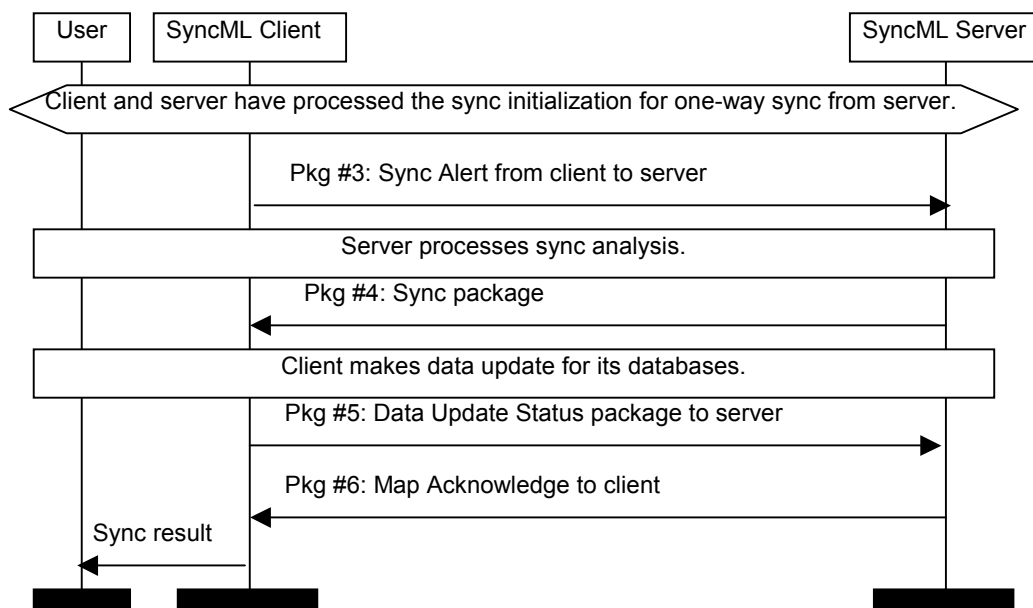 User
SyncML Client
SyncML Server
Client and server have processed the sync initialization for one-way sync from server.
Pkg #3: Sync Alert from client to server
Server processes sync analysis.
Pkg #4: Sync package
Client makes data update for its databases.
Pkg #5: Data Update Status package to server
Pkg #6: Map Acknowledge to client
Sync result